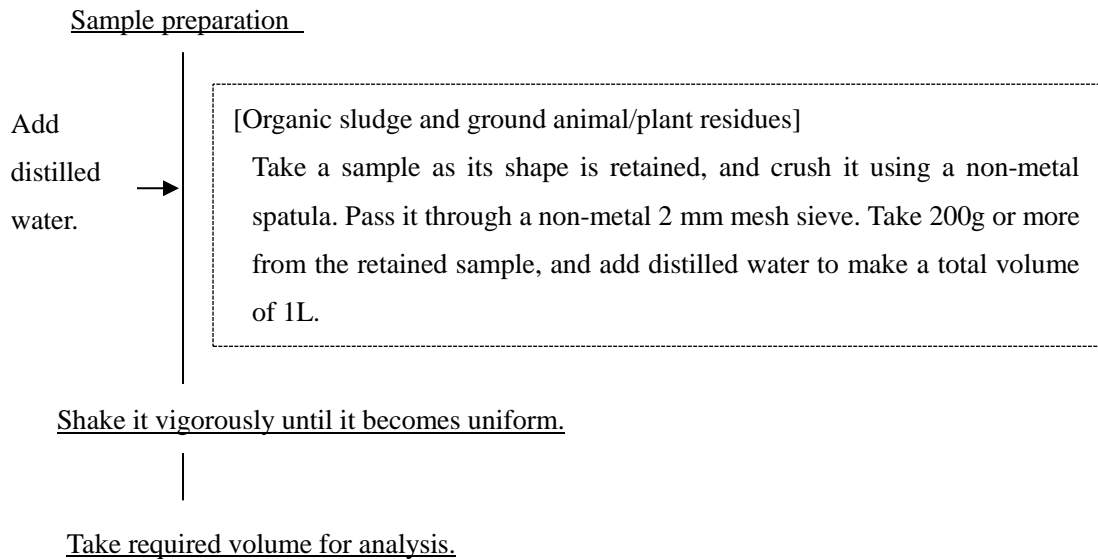 Sample preparation
Add
distilled
water.
[Organic sludge and ground animal/plant residues]
Take a sample as its shape is retained, and crush it using a non-metal
spatula. Pass it through a non-metal 2 mm mesh sieve. Take 200g or more
from the retained sample, and add distilled water to make a total volume
of 1L.
Shake it vigorously until it becomes uniform.
Take required volume for analysis.